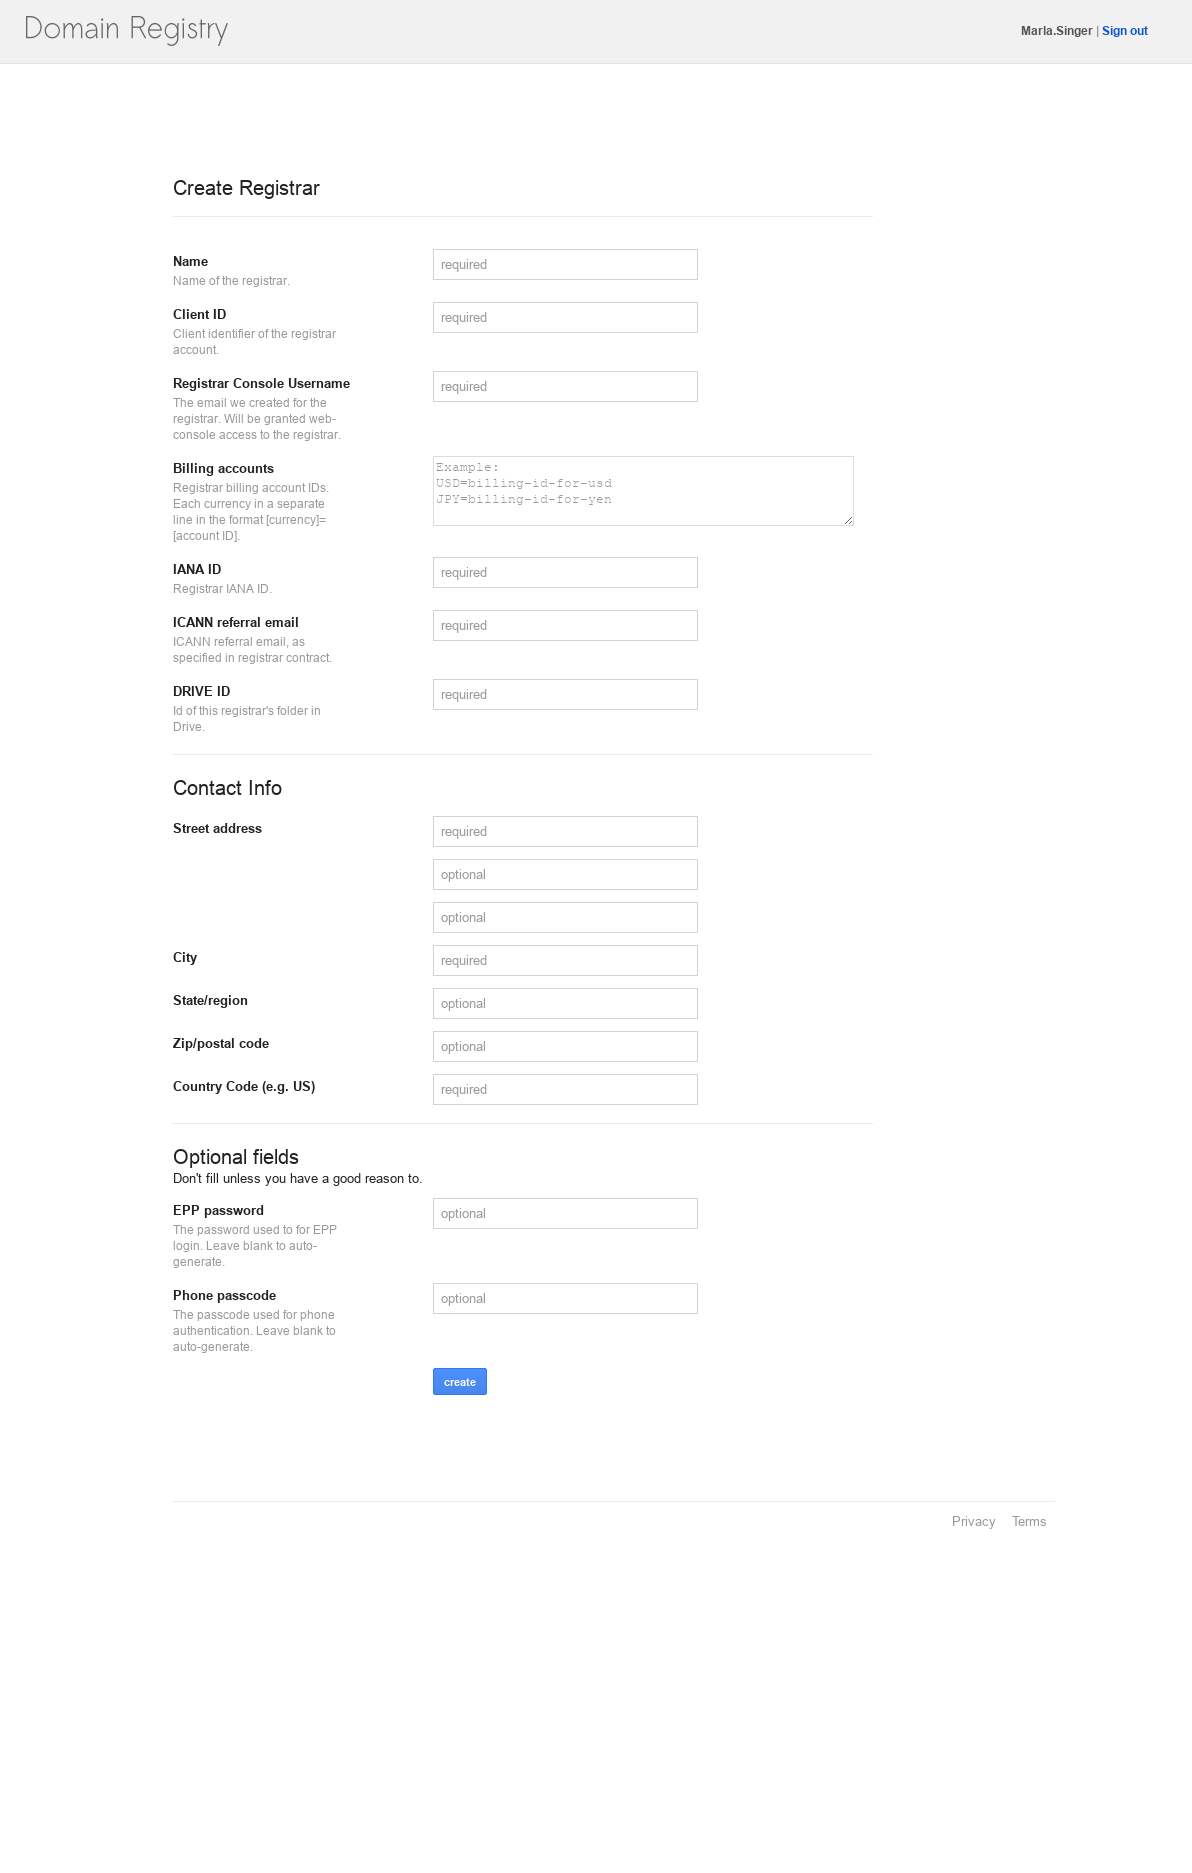 Domain Registry
Marla.Singer | Sign out
Create Registrar
Name
required
Name of the registrar.
Client ID
required
Client identifier of the registrar
account.
Registrar Console Username
required
The email we created for the
registrar. Will be granted web-
console access to the registrar.
Billing accounts
Registrar billing account IDs.
Each currency in a separate
line in the format [currency]=
[account ID].
Example:
USD=billing-id-for-usd
JPY=billing-id-for-yen
IANA ID
required
Registrar IANA ID.
ICANN referral email
required
ICANN referral email, as
specified in registrar contract.
DRIVE ID
required
Id of this registrar's folder in
Drive.
Contact Info
Street address
required
optional
optional
City
required
State/region
optional
Zip/postal code
optional
Country Code (e.g. US)
required
Optional fields
Don't fill unless you have a good reason to.
EPP password
optional
The password used to for EPP
login. Leave blank to auto-
generate.
Phone passcode
optional
The passcode used for phone
authentication. Leave blank to
auto-generate.
create
Privacy
Terms